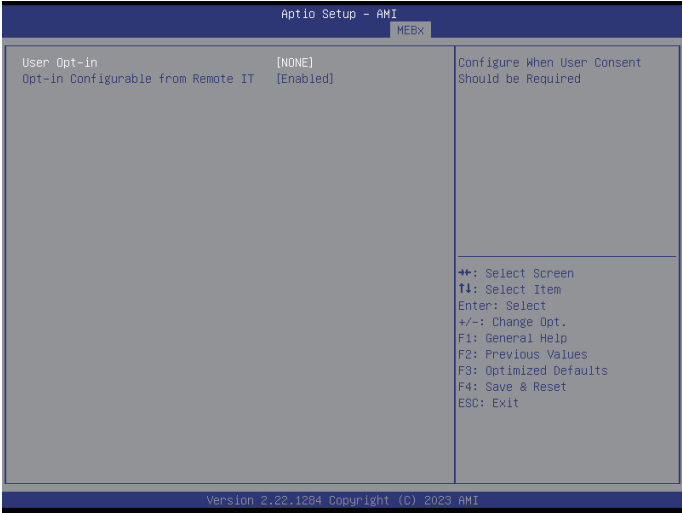 Aptio Setup – AMI
MEBx
User Opt-in [NONE]
Opt-in Configurable from Remote IT [Enabled]
Configure When User Consent
Should be Required
→←: Select Screen
↑↓: Select Item
Enter: Select
+/-: Change Opt.
F1: General Help
F2: Previous Values
F3: Optimized Defaults
F4: Save & Reset
ESC: Exit
Version 2.22.1284 Copyright (C) 2023 AMI